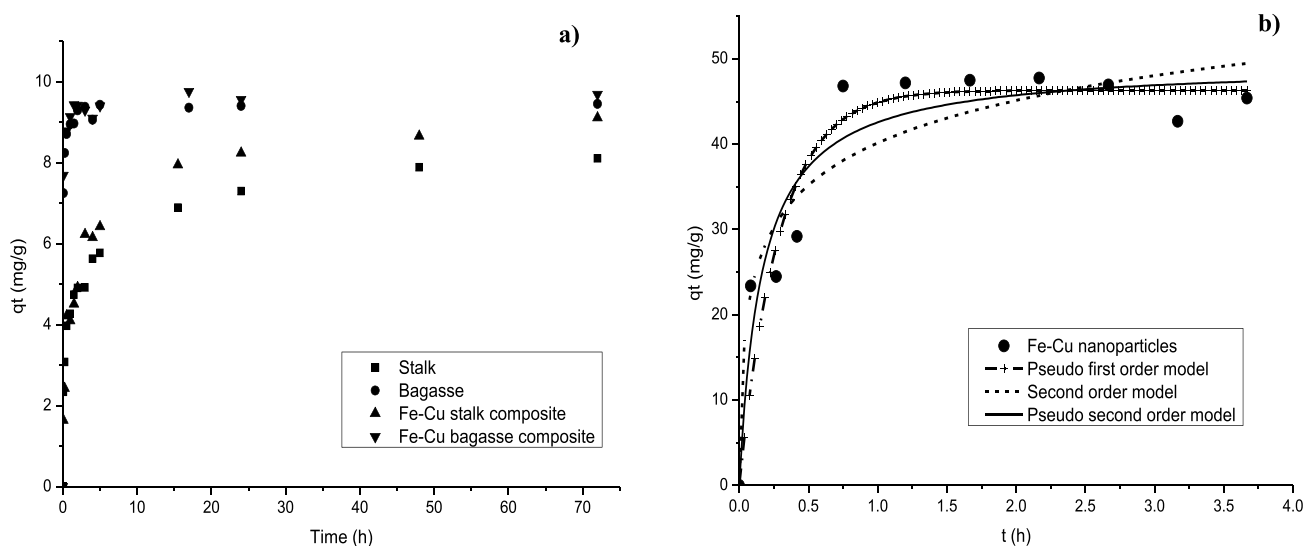 a)
10
8
6
4
2
0
qt (mg/g)
Stalk
Bagasse
Fe-Cu stalk composite
Fe-Cu bagasse composite
0 10 20 30 40 50 60 70
Time (h)
b)
50
40
30
20
10
0
qt (mg/g)
Fe-Cu nanoparticles
Pseudo first order model
Second order model
Pseudo second order model
0.0 0.5 1.0 1.5 2.0 2.5 3.0 3.5 4.0
t (h)